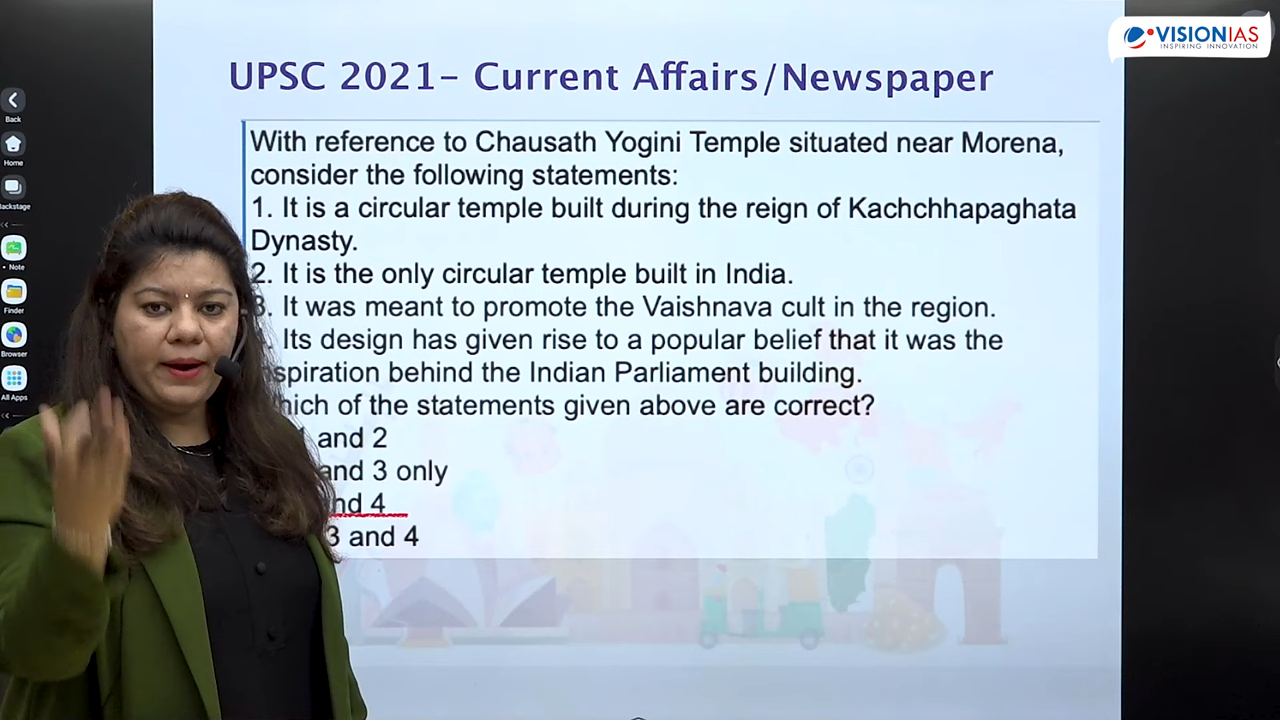 VISIONIAS
INSPIRING INNOVATION
UPSC 2021– Current Affairs/Newspaper
With reference to Chausath Yogini Temple situated near Morena,
consider the following statements:
1. It is a circular temple built during the reign of Kachchhapaghata
Dynasty.
2. It is the only circular temple built in India.
3. It was meant to promote the Vaishnava cult in the region.
Its design has given rise to a popular belief that it was the
behind the Indian Parliament building.
of the statements given above are correct?
and 2
and 3 only
and 4
3 and 4
Back
Home
Backstage
Note
Finder
Browser
All Apps